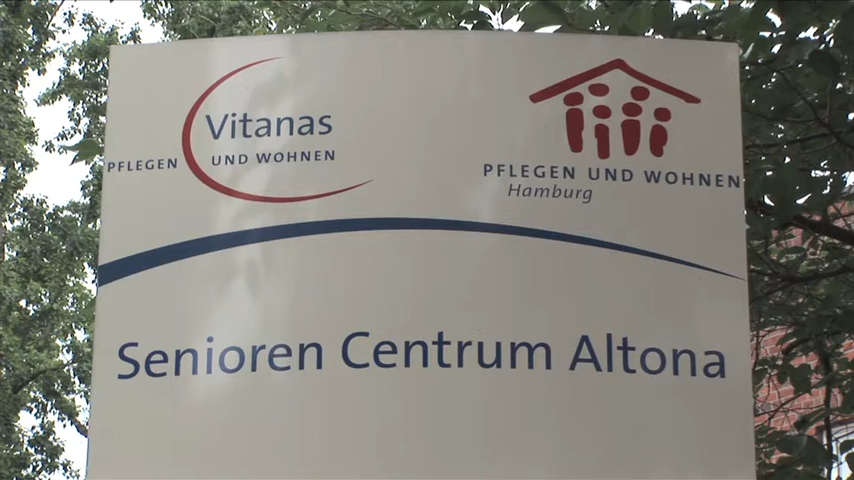 Vitanas
PFLEGEN UND WOHNEN
PFLEGEN UND WOHNEN
Hamburg
Senioren Centrum Altona